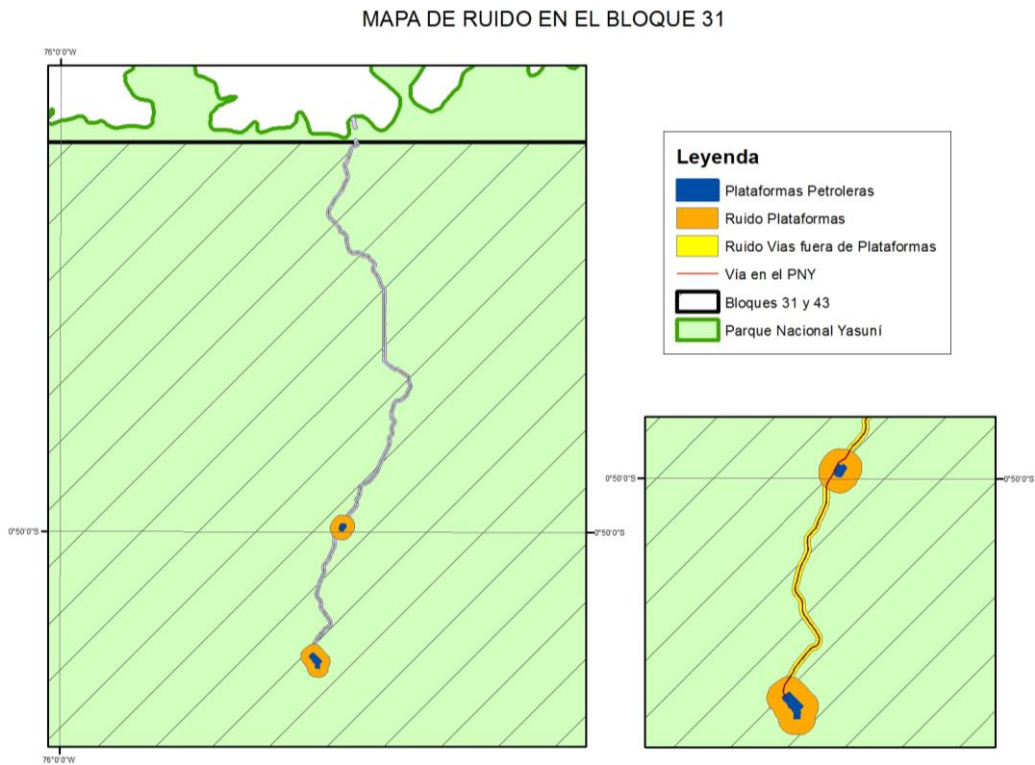 MAPA DE RUIDO EN EL BLOQUE 31
76°0'0"W
Leyenda
Plataformas Petroleras
Ruido Plataformas
Ruido Vias fuera de Plataformas
Vía en el PNY
Bloques 31 y 43
Parque Nacional Yasuní
0°50'0"S
0°50'0"S
0°50'0"S
0°50'0"S
76°0'0"W